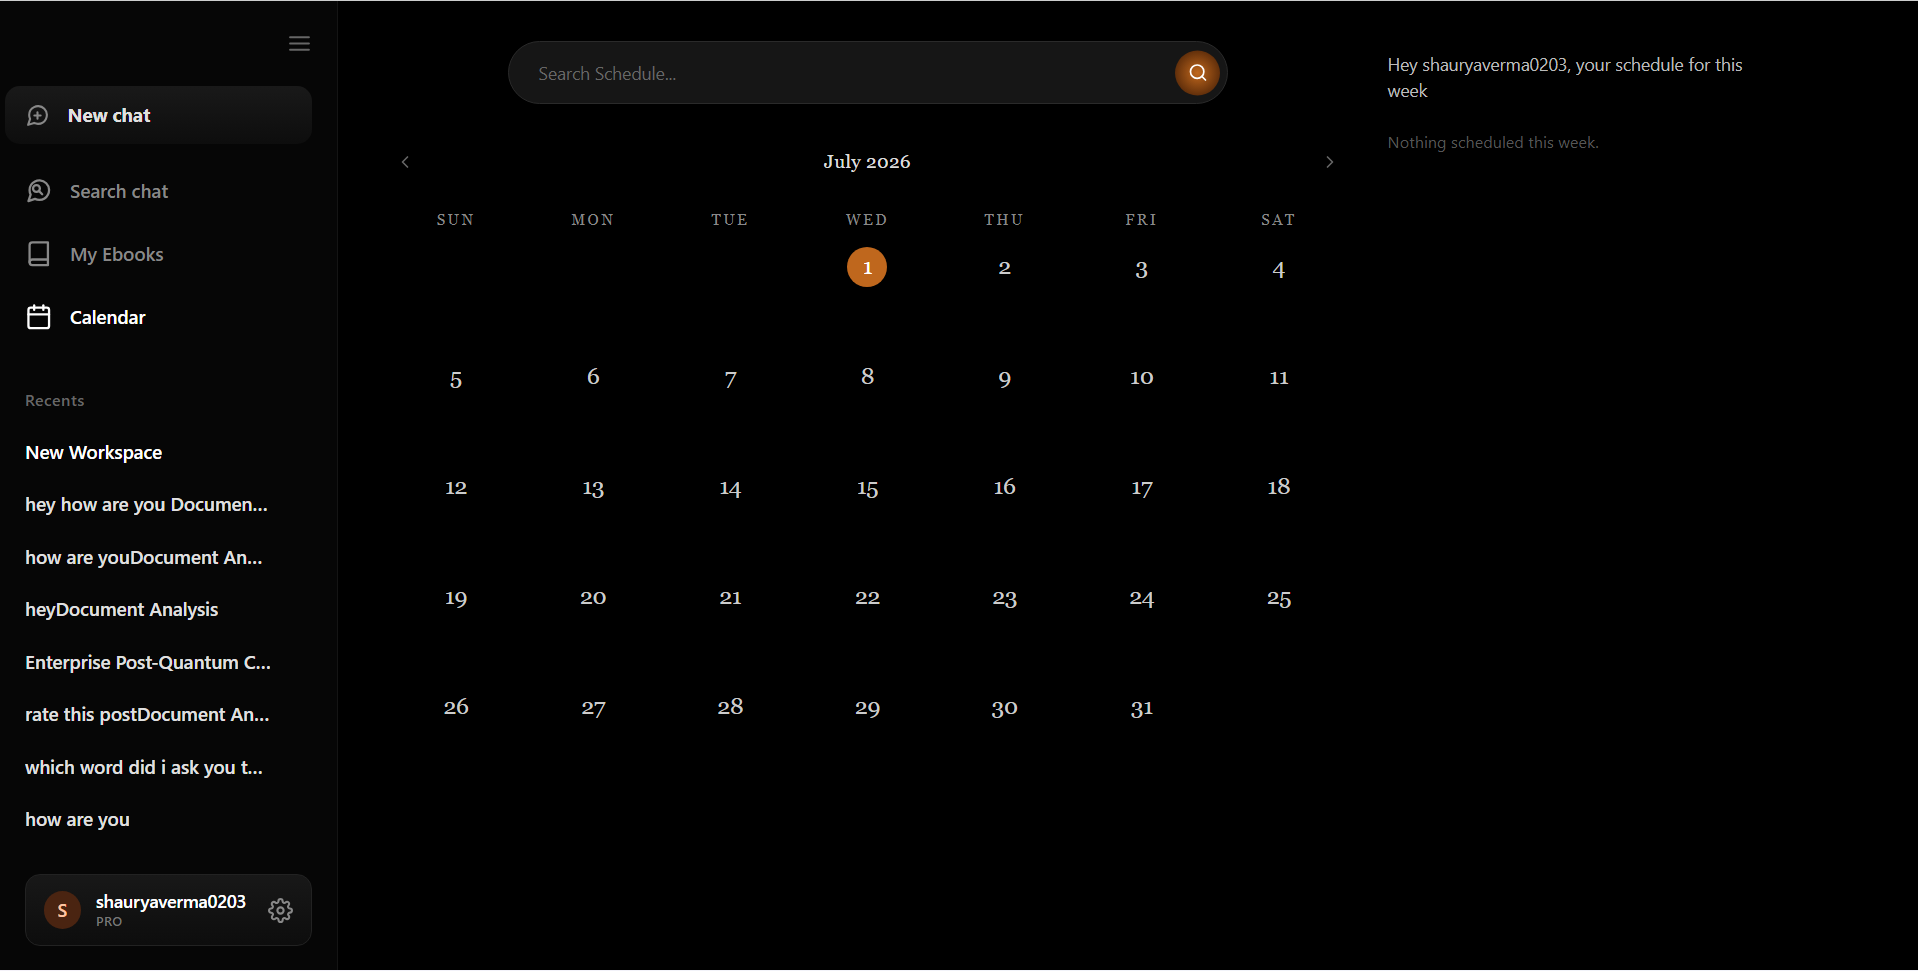 New chat
Search chat
My Ebooks
Calendar
Recents
New Workspace
hey how are you Documen...
how are youDocument An...
heyDocument Analysis
Enterprise Post-Quantum C...
rate this postDocument An...
which word did i ask you t...
how are you
S
shauryaverma0203
PRO
Search Schedule...
July 2026
SUN MON TUE WED THU FRI SAT
1 2 3 4
5 6 7 8 9 10 11
12 13 14 15 16 17 18
19 20 21 22 23 24 25
26 27 28 29 30 31
Hey shauryaverma0203, your schedule for this
week
Nothing scheduled this week.